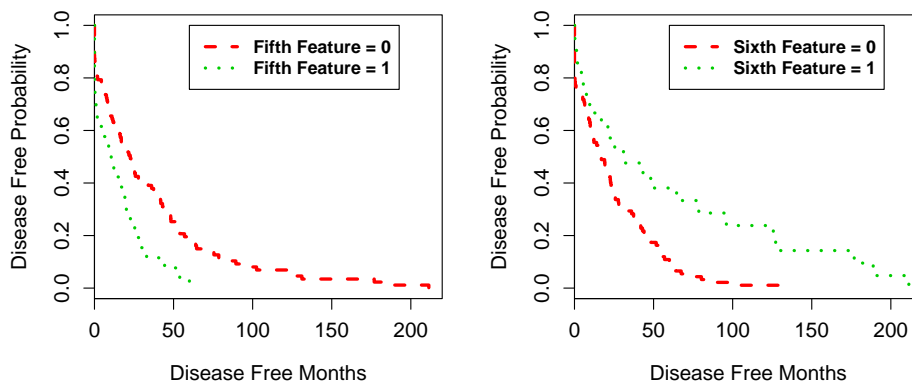 Disease Free Probability
1.0
0.8
0.6
0.4
0.2
0.0
Fifth Feature = 0
Fifth Feature = 1
0 50 100 150 200
Disease Free Months
Disease Free Probability
1.0
0.8
0.6
0.4
0.2
0.0
Sixth Feature = 0
Sixth Feature = 1
0 50 100 150 200
Disease Free Months